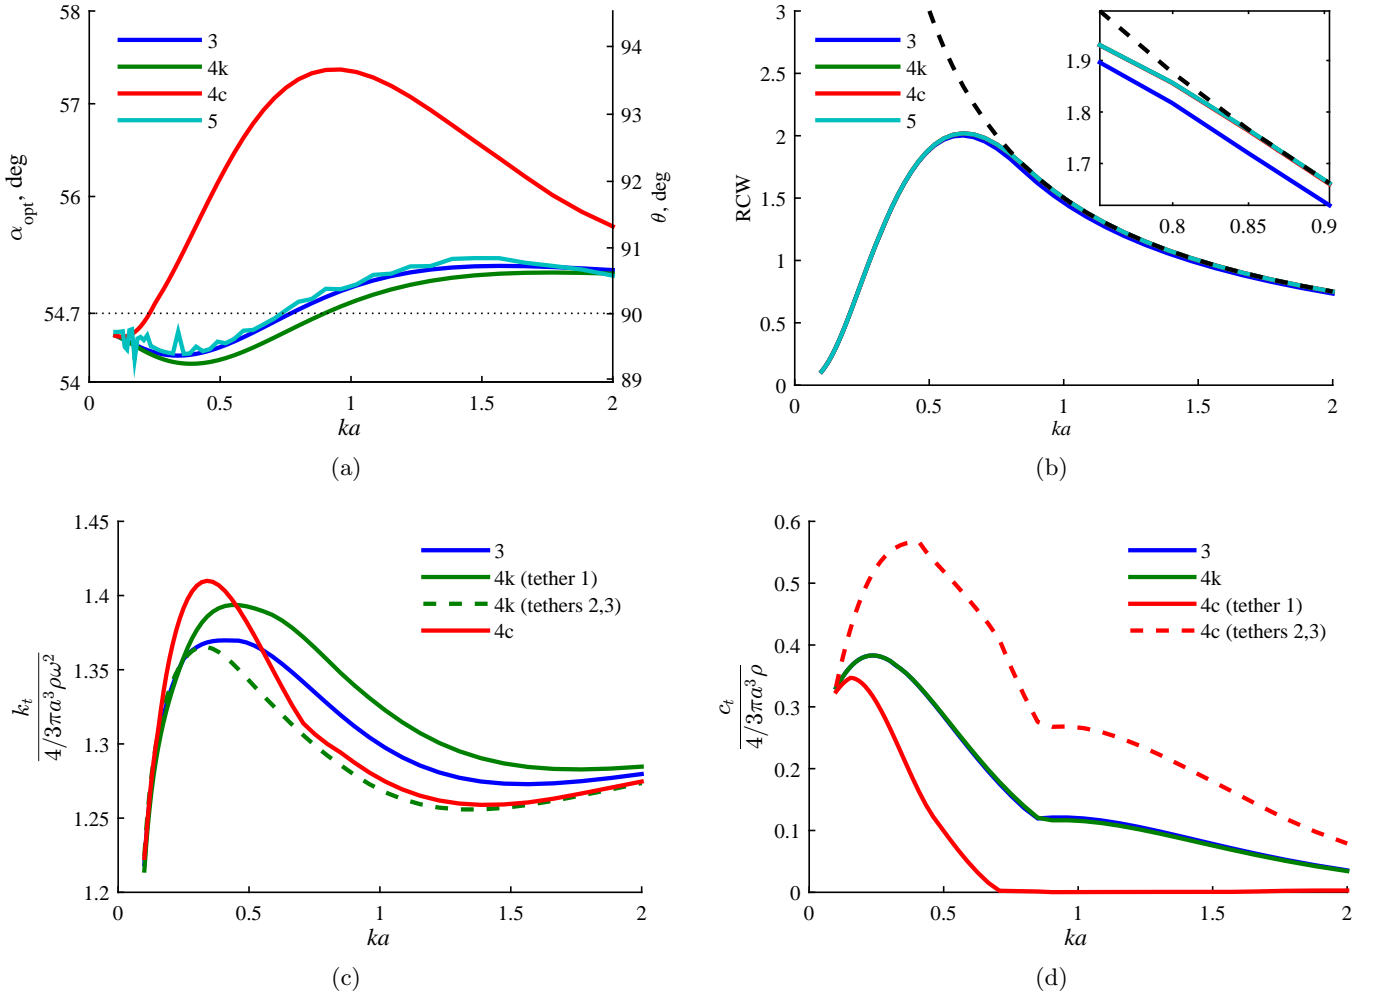 58
57
56
54.7
54
α_opt, deg
3
4k
4c
5
94
93
92
91
90
89
θ, deg
0
0.5
1
1.5
2
ka
(a)
3
2.5
2
1.5
1
0.5
0
RCW
3
4k
4c
5
1.9
1.8
1.7
0.8
0.85
0.9
0
0.5
1
1.5
2
ka
(b)
1.45
1.4
1.35
1.3
1.25
1.2
k_t
4/3πa³ρω²
3
4k (tether 1)
4k (tethers 2,3)
4c
0
0.5
1
1.5
2
ka
(c)
0.6
0.5
0.4
0.3
0.2
0.1
0
c_t
4/3πa³ρ
3
4k
4c (tether 1)
4c (tethers 2,3)
0
0.5
1
1.5
2
ka
(d)